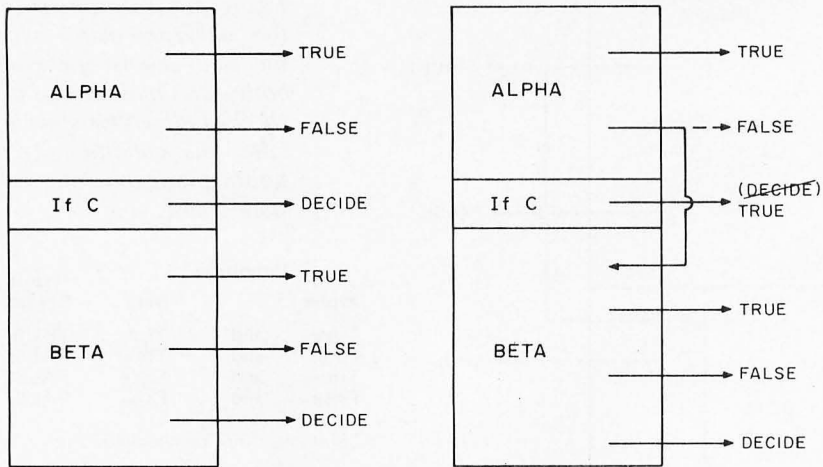 TRUE
ALPHA
FALSE
If C
DECIDE
TRUE
BETA
FALSE
DECIDE
TRUE
ALPHA
FALSE
If C
(DECIDE)
TRUE
TRUE
BETA
FALSE
DECIDE